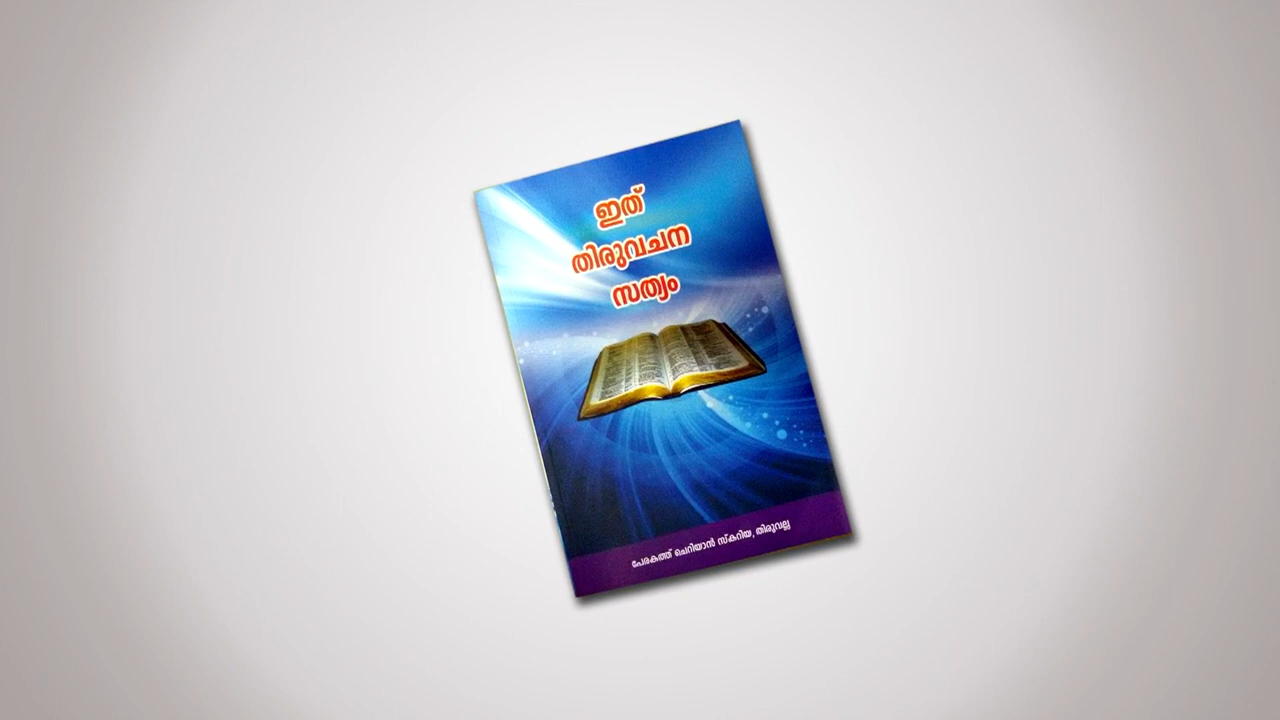 ഇത്
തിരുവചന
സത്യം
പേരകത്ത് ചെറിയാൻ സ്കറിയ, തിരുവല്ല